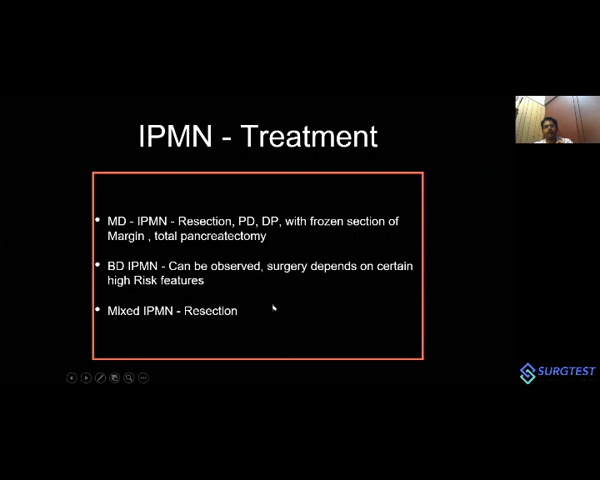 IPMN - Treatment
MD - IPMN - Resection, PD, DP, with frozen section of
Margin , total pancreatectomy
BD IPMN - Can be observed, surgery depends on certain
high Risk features
MIxed IPMN - Resection
SURGTEST